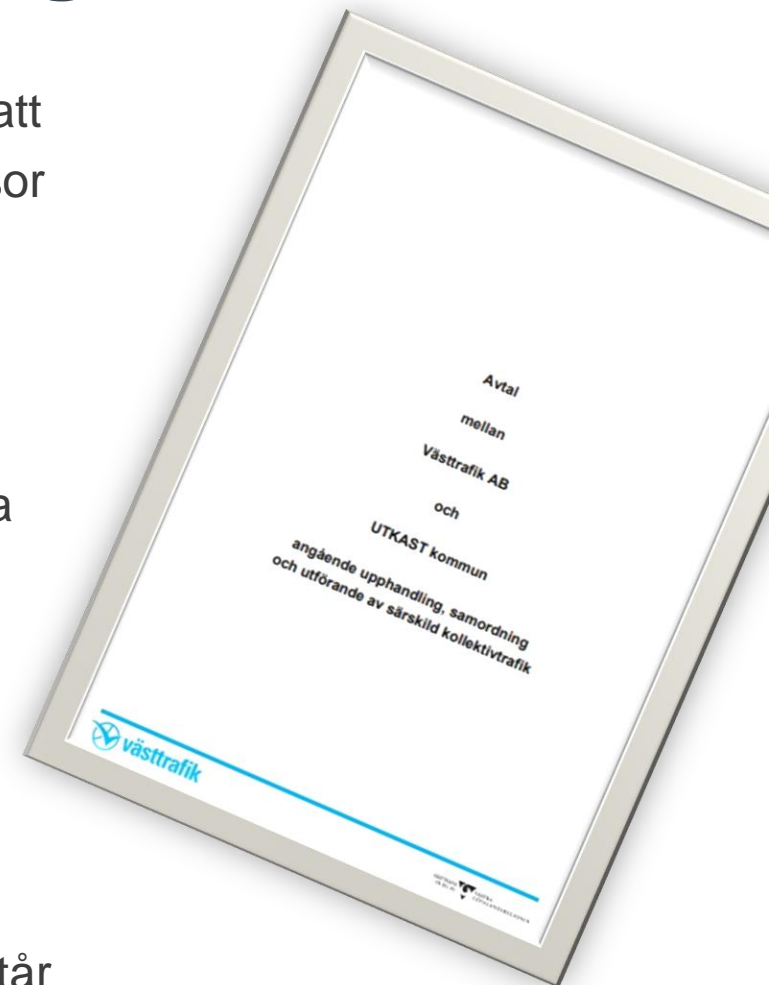 att
sor
a
tår
Avtal
mellan
Västtrafik AB
och
UTKAST kommun
angående upphandling, samordning
och utförande av särskild kollektivtrafik
västtrafik